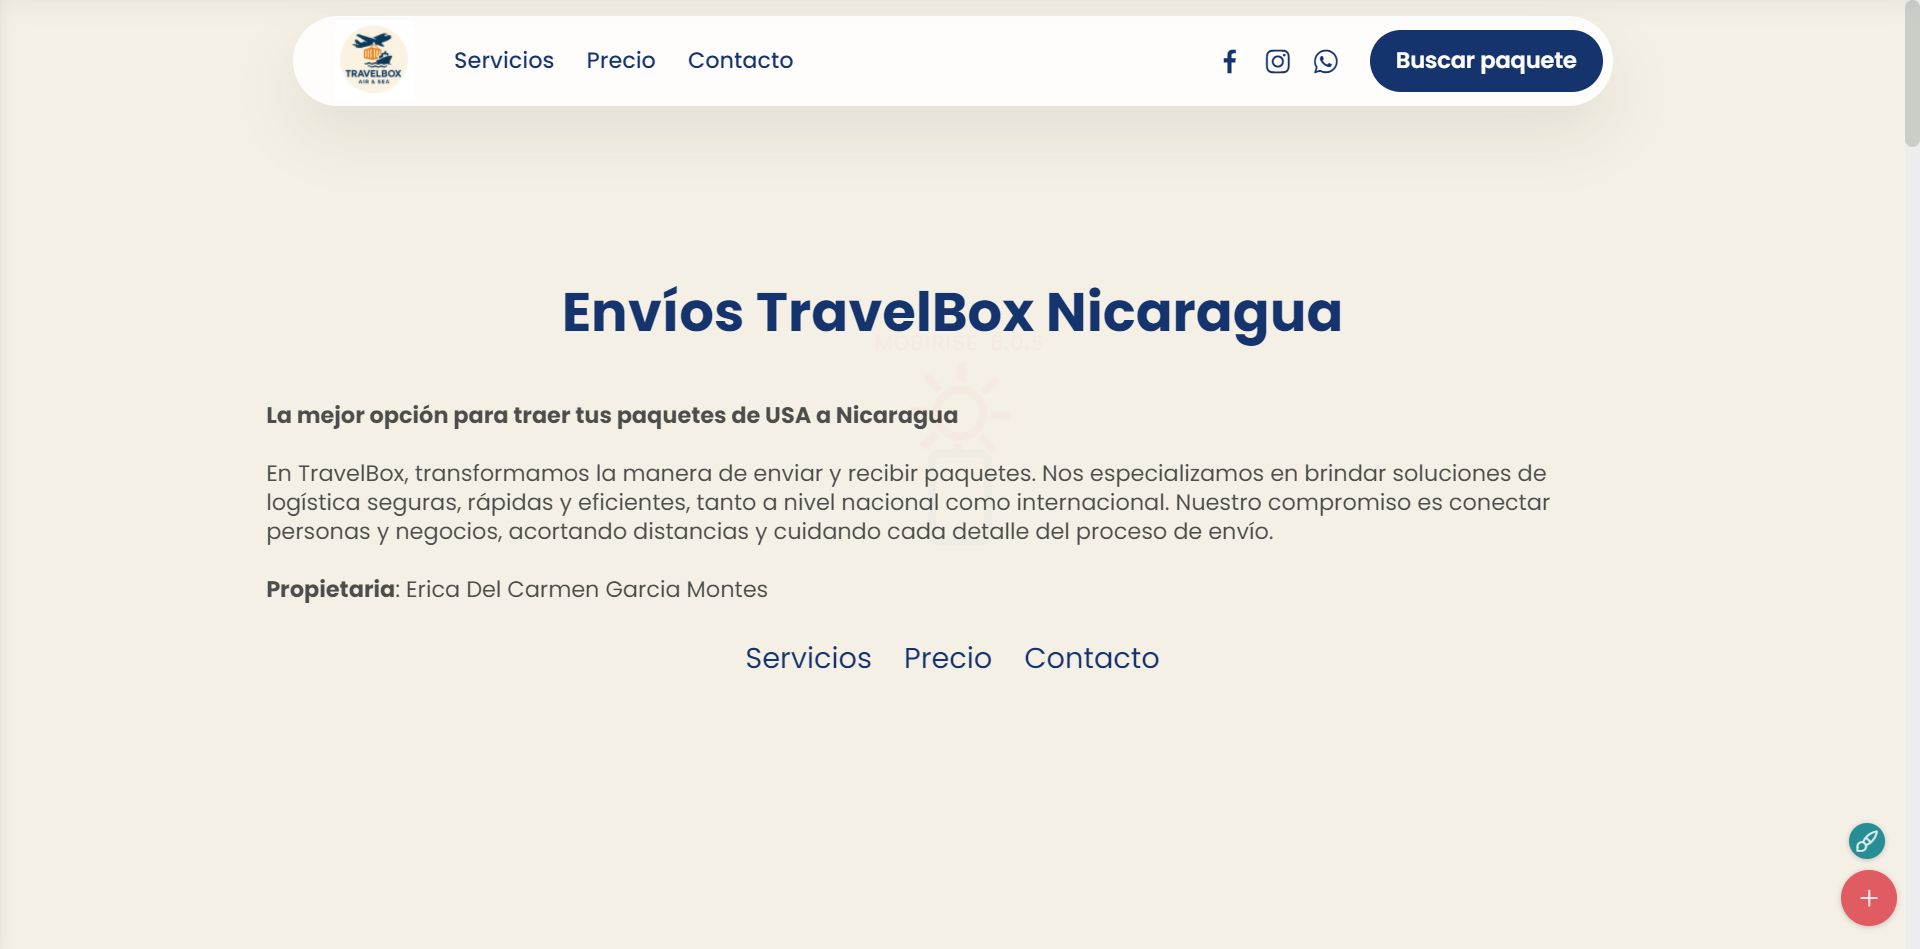 TRAVELBOX
AIR & SEA
Servicios Precio Contacto
Buscar paquete
Envíos TravelBox Nicaragua
MOBIRISE 6.0.5
La mejor opción para traer tus paquetes de USA a Nicaragua
En TravelBox, transformamos la manera de enviar y recibir paquetes. Nos especializamos en brindar soluciones de
logística seguras, rápidas y eficientes, tanto a nivel nacional como internacional. Nuestro compromiso es conectar
personas y negocios, acortando distancias y cuidando cada detalle del proceso de envío.
Propietaria: Erica Del Carmen Garcia Montes
Servicios Precio Contacto